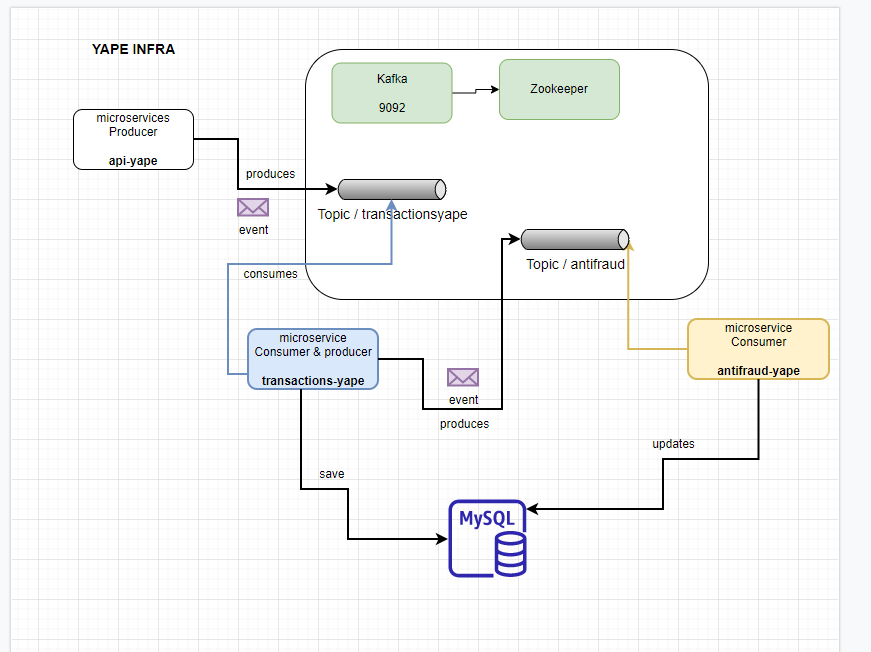 YAPE INFRA
Kafka
9092
Zookeeper
microservices
Producer
api-yape
produces
event
Topic / transactionsyape
Topic / antifraud
consumes
microservice
Consumer & producer
transactions-yape
microservice
Consumer
antifraud-yape
event
produces
updates
save
MySQL